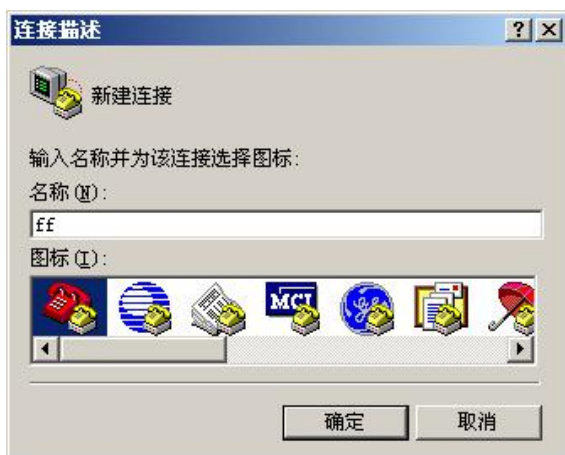 连接描述
新建连接
输入名称并为该连接选择图标:
名称(N):
ff
图标(I):
MCI
确定
取消